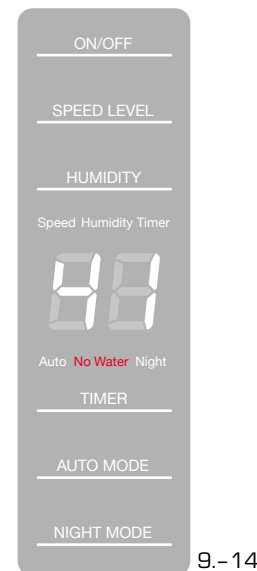 ON/OFF
SPEED LEVEL
HUMIDITY
Speed Humidity Timer
41
Auto No Water Night
TIMER
AUTO MODE
NIGHT MODE
9.–14